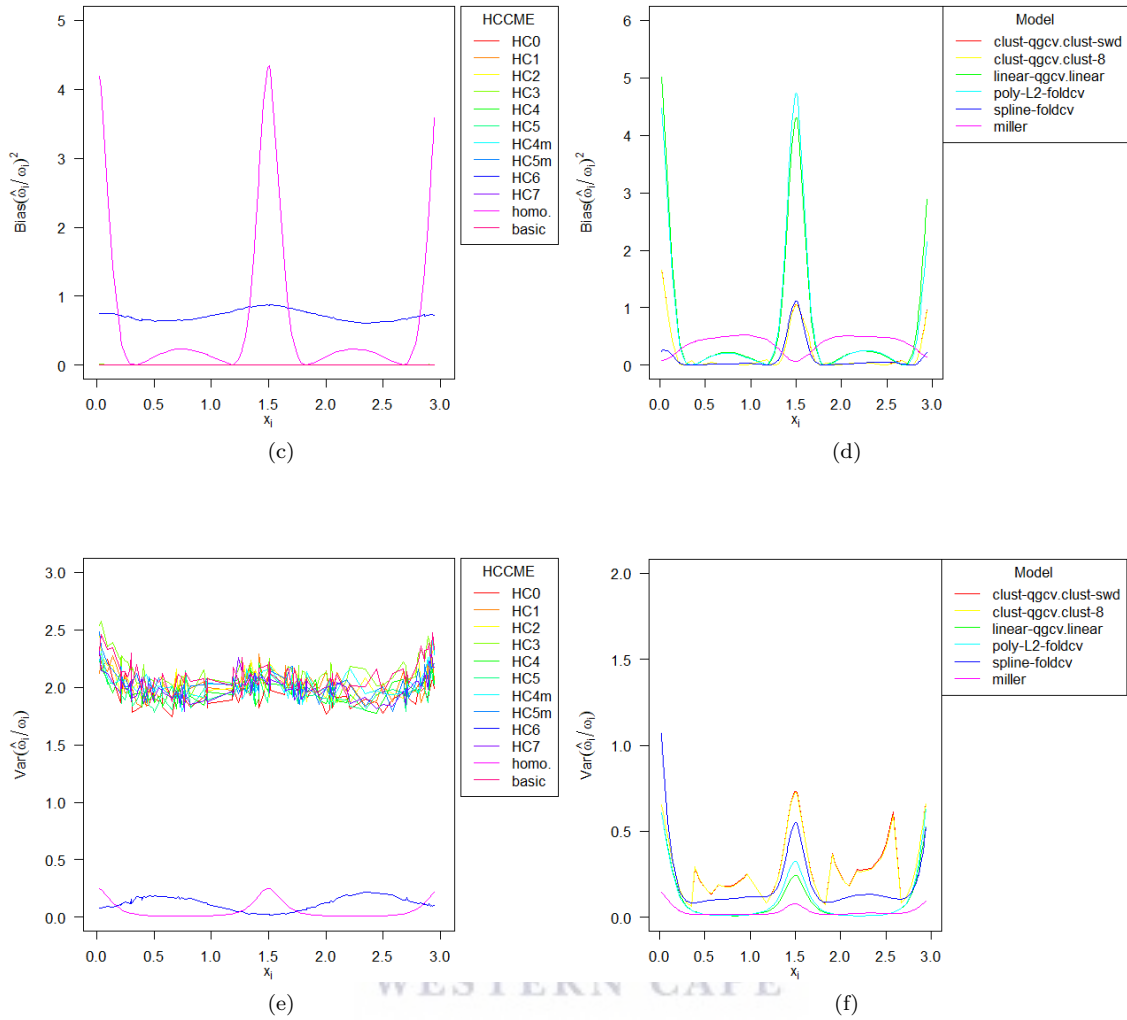 HCCME
HC0
HC1
HC2
HC3
HC4
HC5
HC4m
HC5m
HC6
HC7
homo.
basic
5
4
3
2
1
0
Bias(ω̂ᵢ/ωᵢ)²
0.0 0.5 1.0 1.5 2.0 2.5 3.0
xᵢ
(c)
Model
clust-qgcv.clust-swd
clust-qgcv.clust-8
linear-qgcv.linear
poly-L2-foldcv
spline-foldcv
miller
6
5
4
3
2
1
0
Bias(ω̂ᵢ/ωᵢ)²
0.0 0.5 1.0 1.5 2.0 2.5 3.0
xᵢ
(d)
HCCME
HC0
HC1
HC2
HC3
HC4
HC5
HC4m
HC5m
HC6
HC7
homo.
basic
3.0
2.5
2.0
1.5
1.0
0.5
0.0
Var(ω̂ᵢ/ωᵢ)
0.0 0.5 1.0 1.5 2.0 2.5 3.0
xᵢ
(e)
Model
clust-qgcv.clust-swd
clust-qgcv.clust-8
linear-qgcv.linear
poly-L2-foldcv
spline-foldcv
miller
2.0
1.5
1.0
0.5
0.0
Var(ω̂ᵢ/ωᵢ)
0.0 0.5 1.0 1.5 2.0 2.5 3.0
xᵢ
(f)
WESTERN CAPE